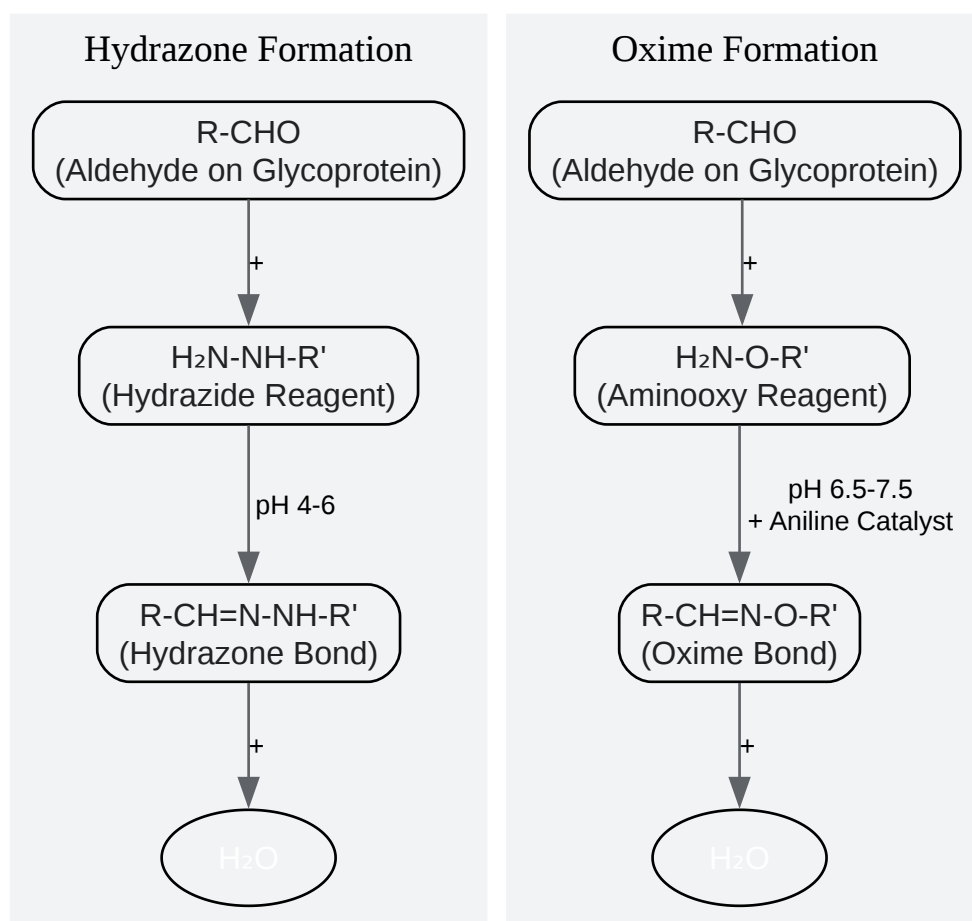 Hydrazone Formation
R-CHO
(Aldehyde on Glycoprotein)
+
H₂N-NH-R'
(Hydrazide Reagent)
pH 4-6
R-CH=N-NH-R'
(Hydrazone Bond)
+
H₂O
Oxime Formation
R-CHO
(Aldehyde on Glycoprotein)
+
H₂N-O-R'
(Aminooxy Reagent)
pH 6.5-7.5
+ Aniline Catalyst
R-CH=N-O-R'
(Oxime Bond)
+
H₂O